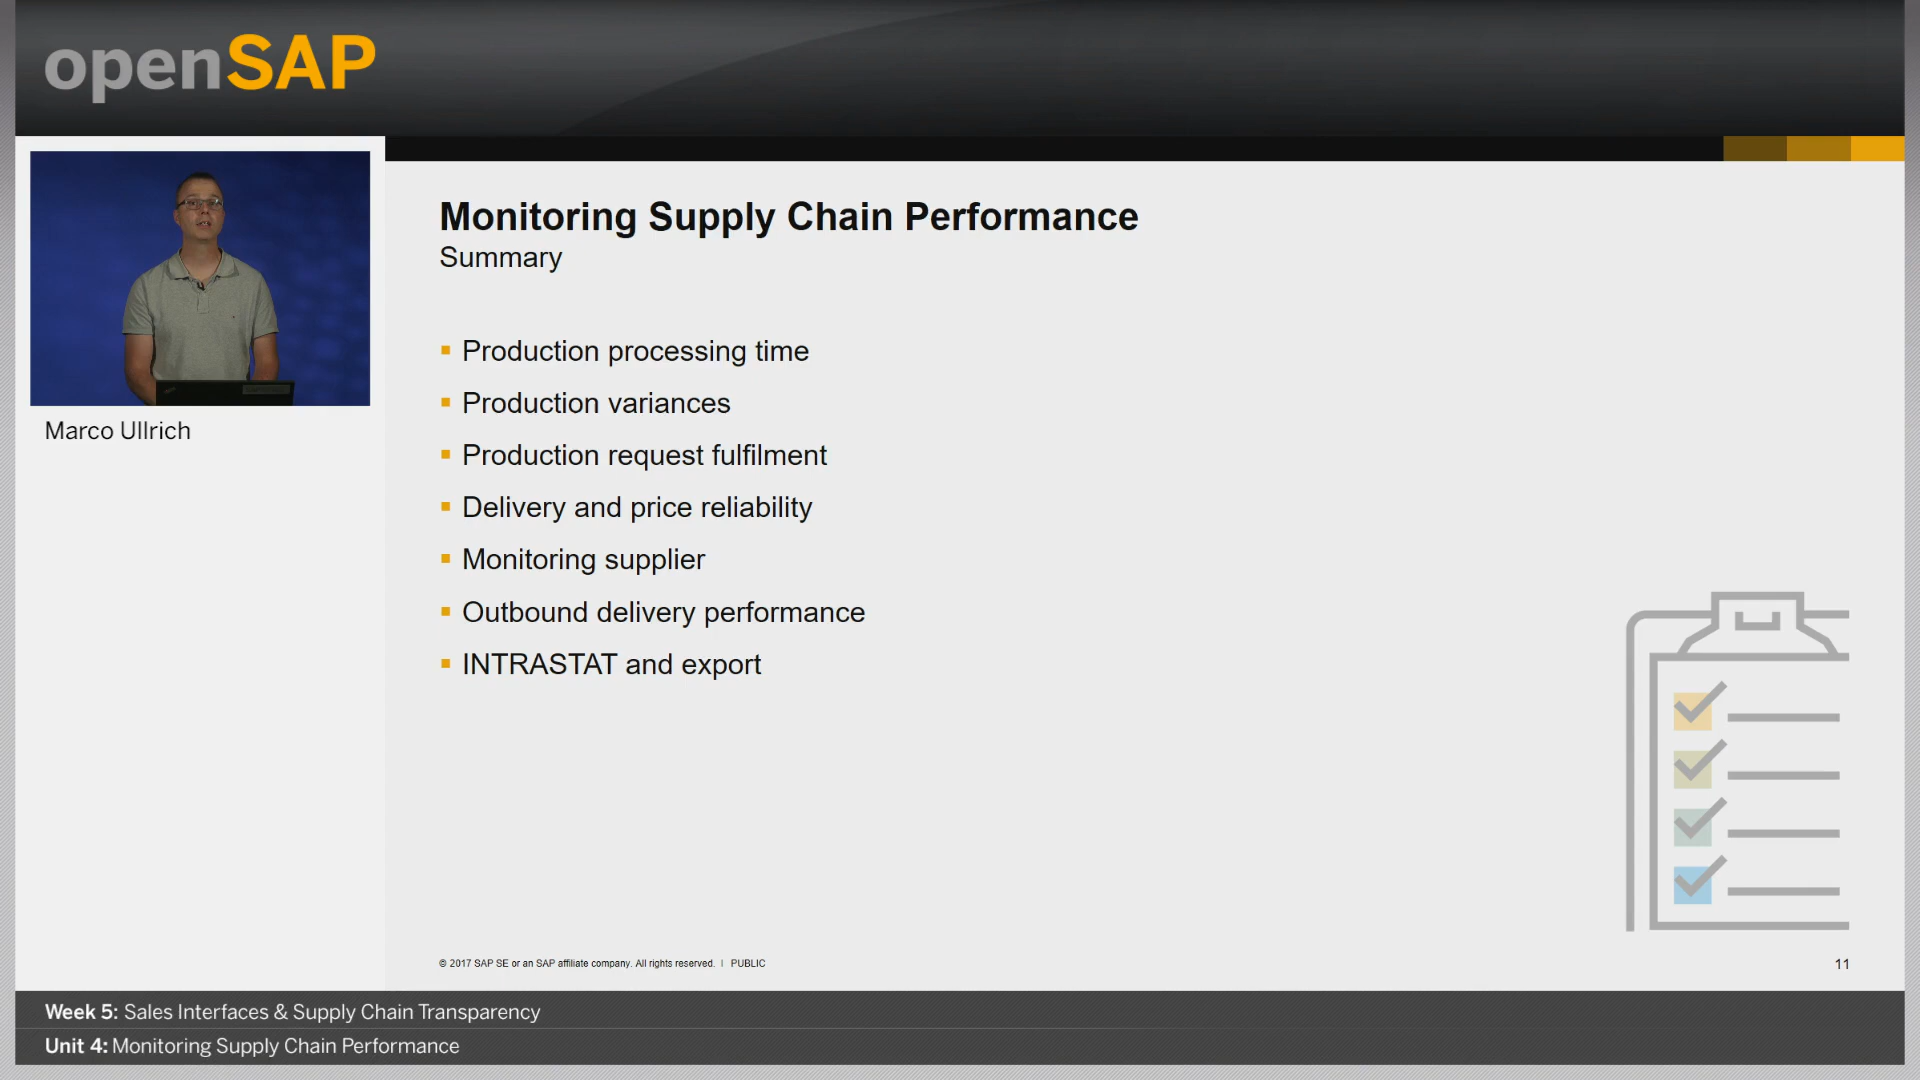 openSAP
Marco Ullrich
Monitoring Supply Chain Performance
Summary
Production processing time
Production variances
Production request fulfilment
Delivery and price reliability
Monitoring supplier
Outbound delivery performance
INTRASTAT and export
© 2017 SAP SE or an SAP affiliate company. All rights reserved. | PUBLIC
11
Week 5: Sales Interfaces & Supply Chain Transparency
Unit 4: Monitoring Supply Chain Performance